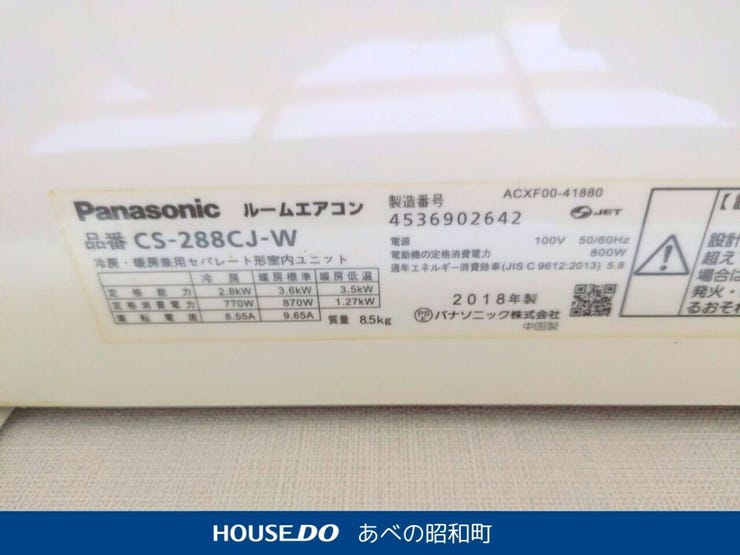 Panasonic ルームエアコン
品番 CS-288CJ-W
冷房・暖房兼用セパレート形室内ユニット
冷房 暖房標準 暖房低温
定格能力 2.8kW 3.6kW 3.5kW
定格消費電力 770W 870W 1.27kW
運転電流 8.55A 9.65A
質量 8.5kg
製造番号
4536902642
ACXF00-41880
JET
電源 100V 50/60Hz
電動機の定格消費電力 800W
通年エネルギー消費効率(JIS C 9612:2013) 5.8
2018年製
PSE パナソニック株式会社
中国製
設計
超えて
場合は
発火・
るおそれ
HOUSEDO あべの昭和町